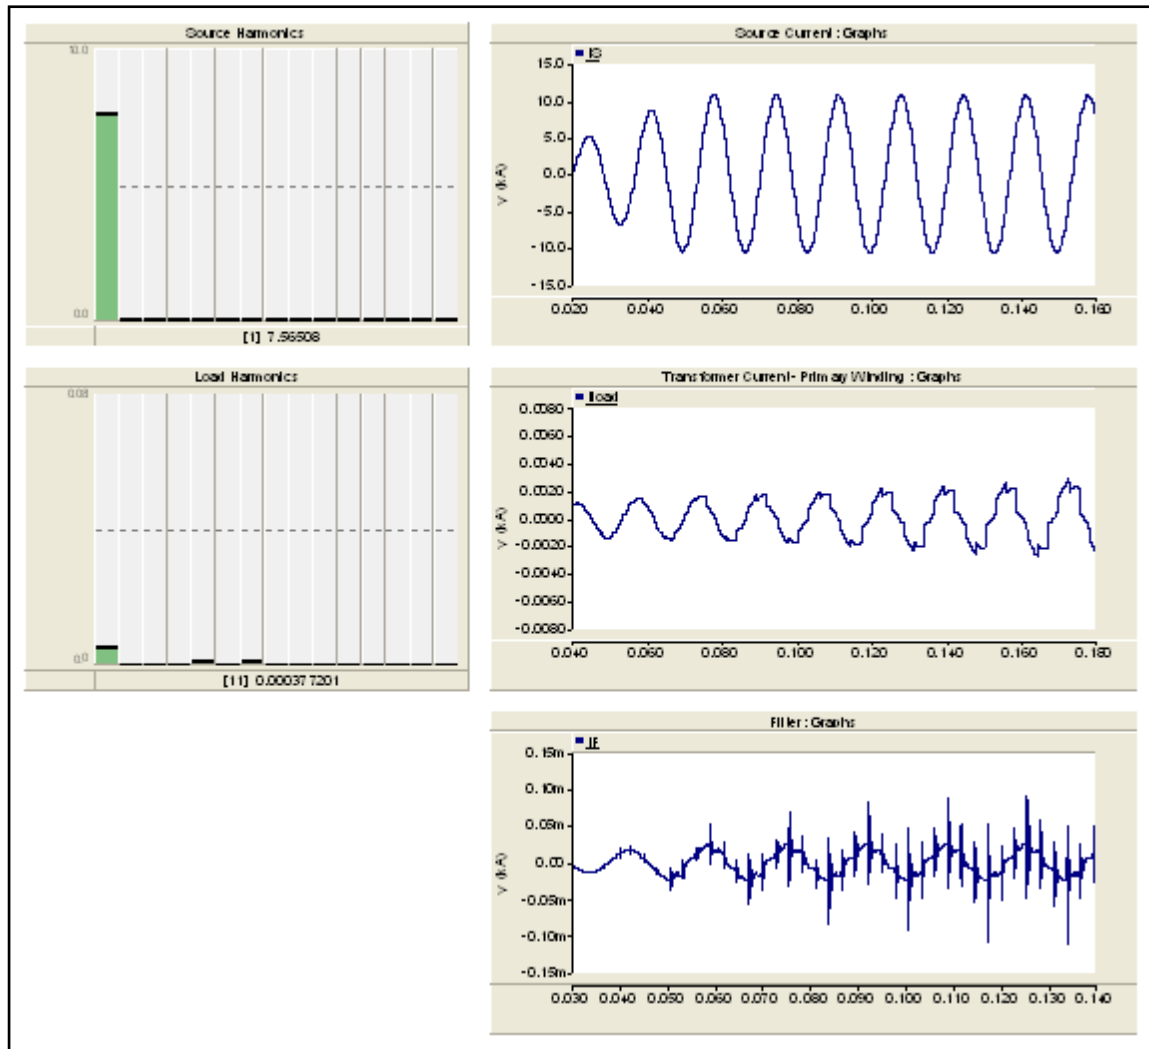 Source Harmonics
10.0
0.0
[1] 7.56508
Source Current : Graphs
IS
15.0
10.0
5.0
0.0
-5.0
-10.0
-15.0
Y (kA)
0.020 0.040 0.060 0.080 0.100 0.120 0.140 0.160
Load Harmonics
0.08
0.0
[11] 0.000377201
Transformer Current - Primary Winding : Graphs
Iload
0.0080
0.0060
0.0040
0.0020
0.0000
-0.0020
-0.0040
-0.0060
-0.0080
Y (kA)
0.040 0.060 0.080 0.100 0.120 0.140 0.160 0.180
Filter : Graphs
IF
0.15m
0.10m
0.05m
0.00
-0.05m
-0.10m
-0.15m
Y (kA)
0.030 0.040 0.050 0.060 0.070 0.080 0.090 0.100 0.110 0.120 0.130 0.140